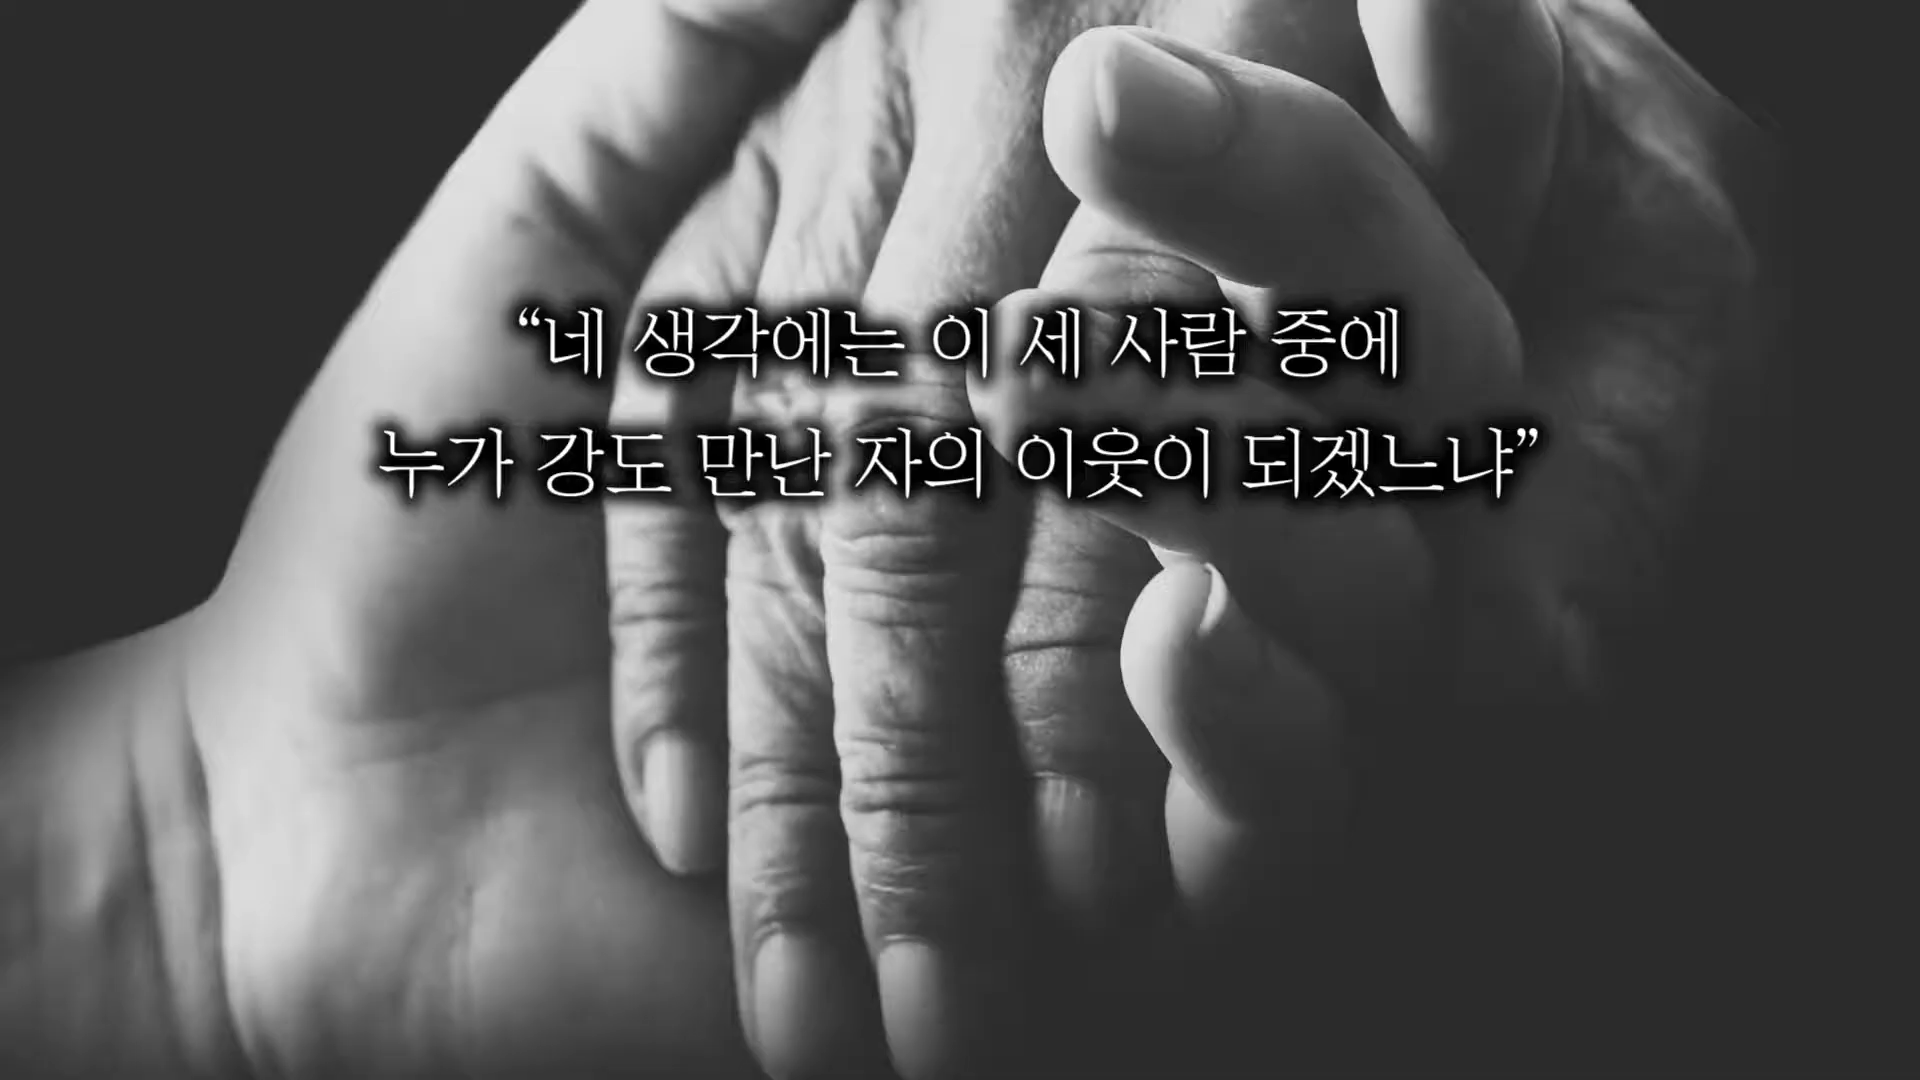 “네 생각에는 이 세 사람 중에
누가 강도 만난 자의 이웃이 되겠느냐”